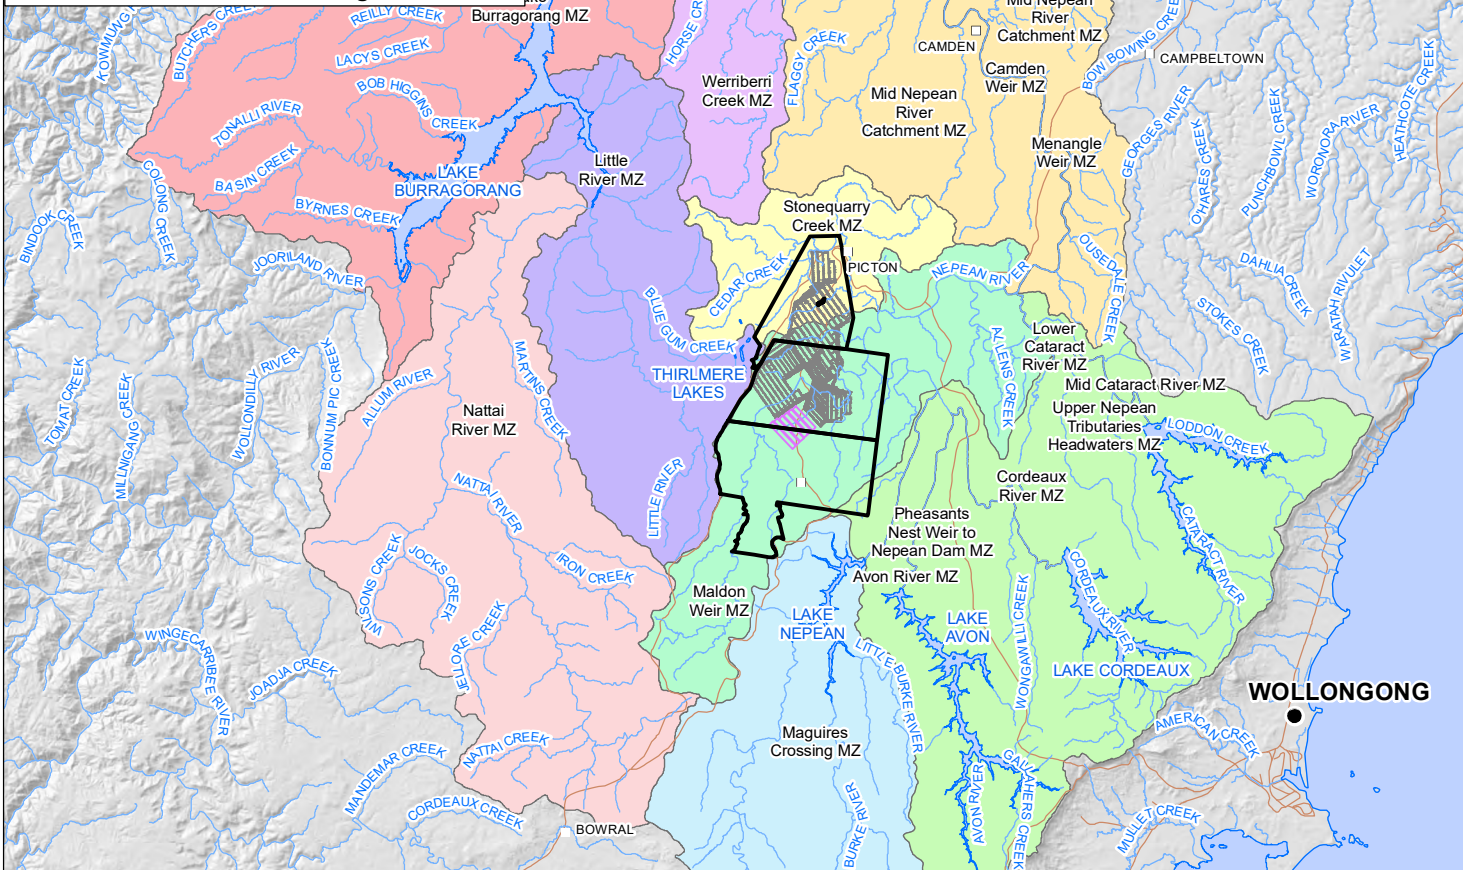 Burragorang MZ
Mid Nepean
River
Catchment MZ
KOWMUNG
BUTCHERS CREEK
REILLY CREEK
LACYS CREEK
BOB HIGGINS CREEK
TONALLI RIVER
BASIN CREEK
BYRNES CREEK
LAKE
BURRAGORANG
COLONG CREEK
BINDOOK CREEK
JOORILAND RIVER
HORSE CR
Werriberri
Creek MZ
FLAGGY CREEK
CAMDEN
Camden
Weir MZ
Mid Nepean
River
Catchment MZ
Menangle
Weir MZ
BOW BOWING CREE
CAMPBELTOWN
GEORGES RIVER
O'HARES CREEK
PUNCHBOWL CREEK
WORONORA RIVER
HEATHCOTE CREEK
Little
River MZ
Stonequarry
Creek MZ
PICTON
CEDAR CREEK
NEPEAN RIVER
OUSEDALE CREEK
DAHLIA CREEK
STOKES CREEK
WARATAH RIVULET
BLUE GUM CREEK
THIRLMERE
LAKES
ALLENS CREEK
Lower
Cataract
River MZ
Mid Cataract River MZ
Upper Nepean
Tributaries
Headwaters MZ
LODDON CREEK
TOMAT CREEK
MILLNIGANG CREEK
WOLLONDILLY RIVER
BONNUM PIC CREEK
ALLUM RIVER
MARTINS CREEK
Nattai
River MZ
NATTAI RIVER
LITTLE RIVER
Cordeaux
River MZ
Pheasants
Nest Weir to
Nepean Dam MZ
Avon River MZ
CATARACT RIVER
CORDEAUX RIVER
WILSONS CREEK
JOCKS CREEK
IRON CREEK
JELLORE CREEK
Maldon
Weir MZ
LAKE
NEPEAN
LAKE
AVON
WONGAWILLI CREEK
LAKE CORDEAUX
LITTLE BURKE RIVER
WINGECARRIBEE RIVER
JOADJA CREEK
WOLLONGONG
AMERICAN CREEK
Maguires
Crossing MZ
NATTAI CREEK
MANDEMAR CREEK
CORDEAUX CREEK
BOWRAL
BURKE RIVER
AVON RIVER
GALLAHERS CREEK
MULLET CREEK